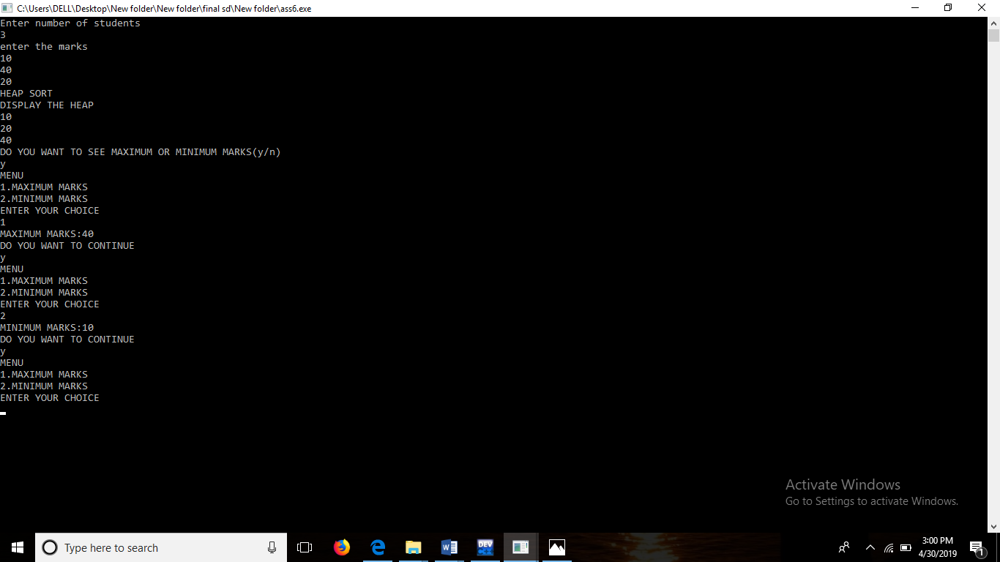 C:\Users\DELL\Desktop\New folder\New folder\final sd\New folder\ass6.exe
Enter number of students
3
enter the marks
10
40
20
HEAP SORT
DISPLAY THE HEAP
10
20
40
DO YOU WANT TO SEE MAXIMUM OR MINIMUM MARKS(y/n)
y
MENU
1.MAXIMUM MARKS
2.MINIMUM MARKS
ENTER YOUR CHOICE
1
MAXIMUM MARKS:40
DO YOU WANT TO CONTINUE
y
MENU
1.MAXIMUM MARKS
2.MINIMUM MARKS
ENTER YOUR CHOICE
2
MINIMUM MARKS:10
DO YOU WANT TO CONTINUE
y
MENU
1.MAXIMUM MARKS
2.MINIMUM MARKS
ENTER YOUR CHOICE
Activate Windows
Go to Settings to activate Windows.
Type here to search
DEV
3:00 PM
4/30/2019
1